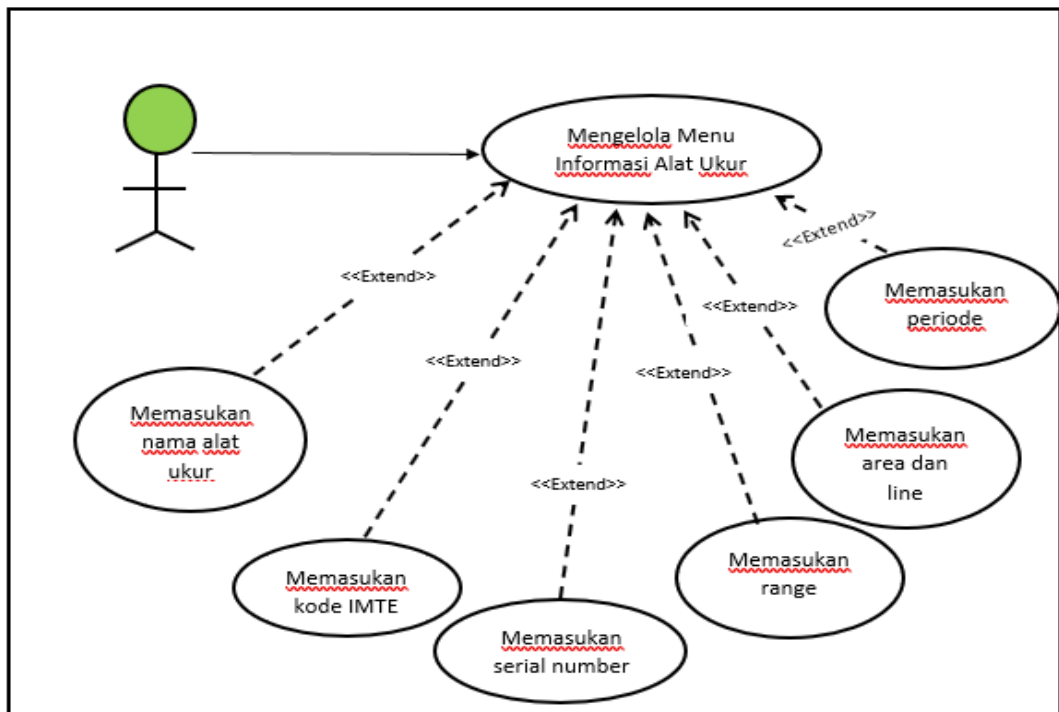 Mengelola Menu
Informasi Alat Ukur
<<Extend>>
<<Extend>>
<<Extend>>
<<Extend>>
<<Extend>>
<<Extend>>
Memasukan
periode
Memasukan
nama alat
ukur
Memasukan
area dan
line
Memasukan
kode IMTE
Memasukan
range
Memasukan
serial number